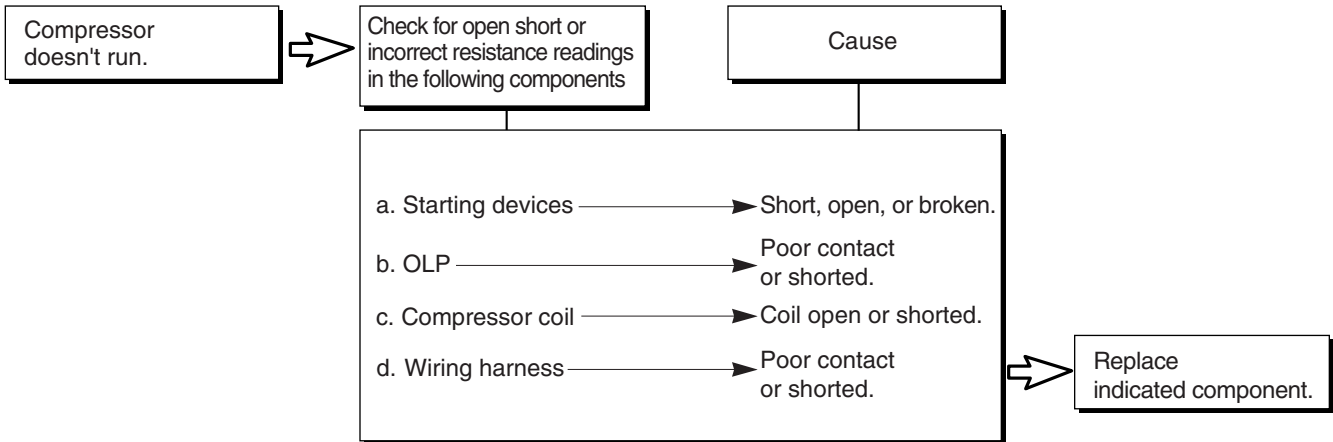 Compressor
doesn't run.
Check for open short or
incorrect resistance readings
in the following components
Cause
a. Starting devices
Short, open, or broken.
b. OLP
Poor contact
or shorted.
c. Compressor coil
Coil open or shorted.
d. Wiring harness
Poor contact
or shorted.
Replace
indicated component.